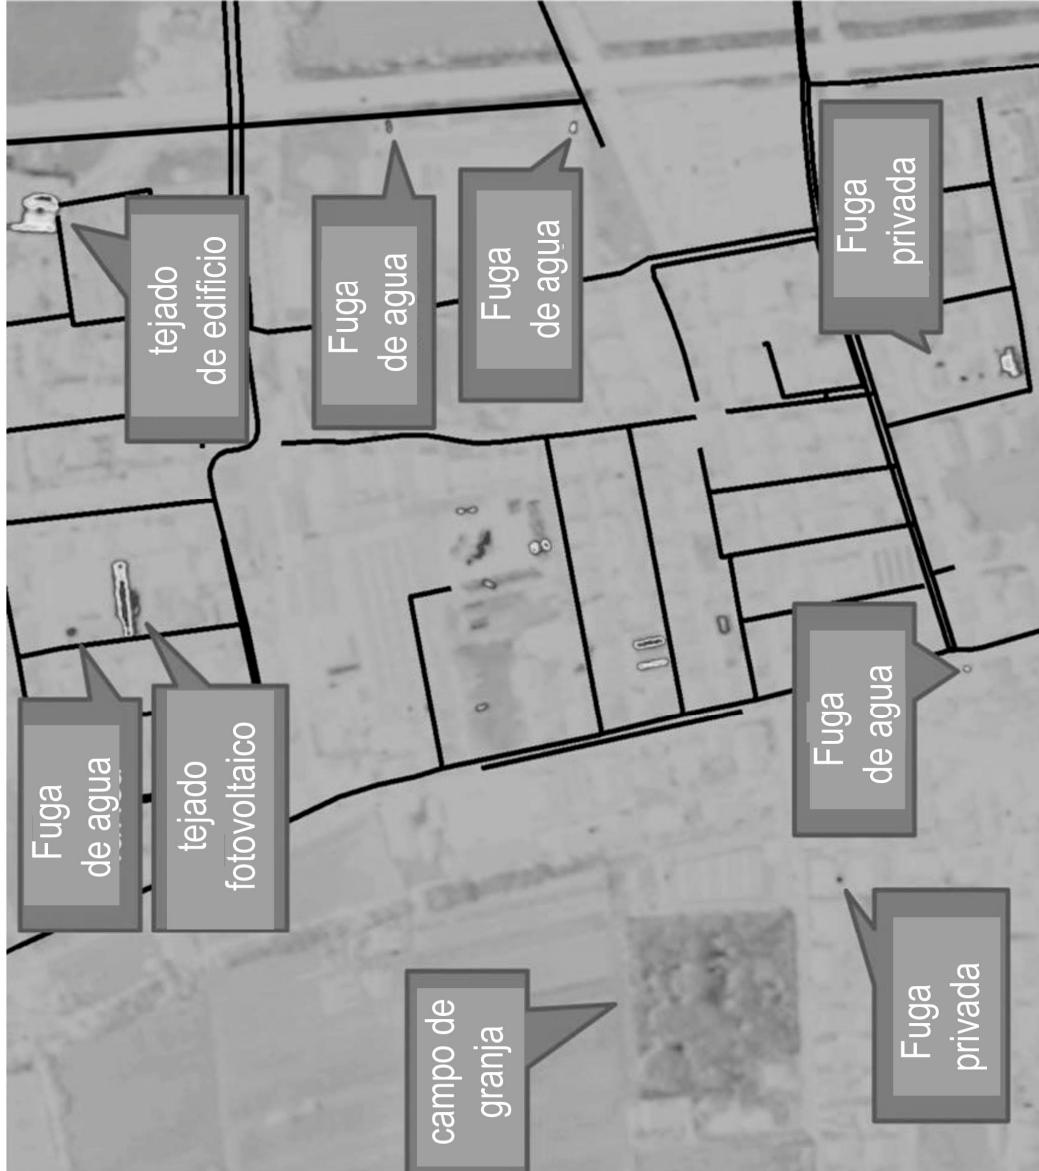 tejado
de edificio
Fuga
de agua
Fuga
de agua
Fuga
privada
Fuga
de agua
tejado
fotovoltaico
Fuga
de agua
campo de
granja
Fuga
privada